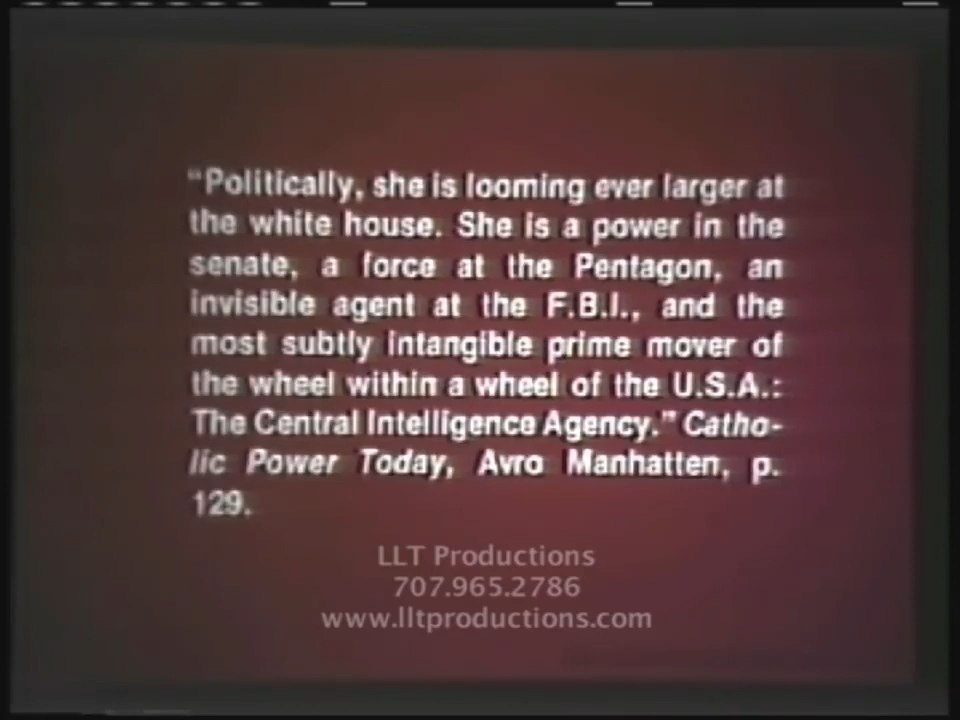 "Politically, she is looming ever larger at
the white house. She is a power in the
senate, a force at the Pentagon, an
invisible agent at the F.B.I., and the
most subtly intangible prime mover of
the wheel within a wheel of the U.S.A.:
The Central Intelligence Agency." Catho-
lic Power Today, Avro Manhatten, p.
129.
LLT Productions
707.965.2786
www.lltproductions.com